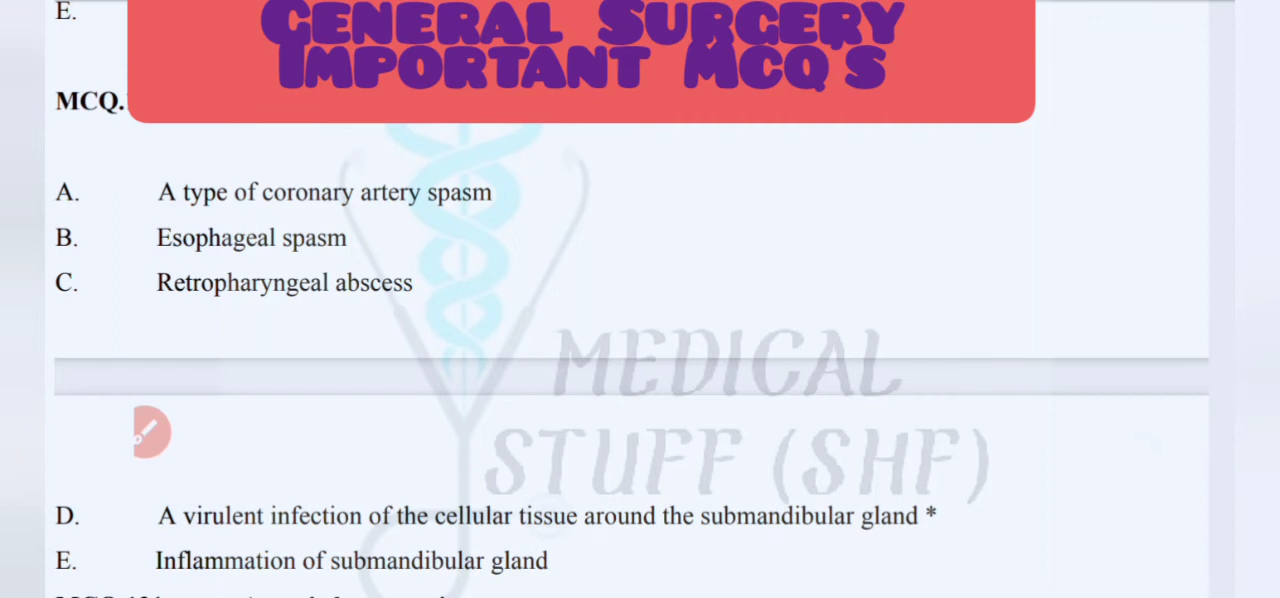 E.
GENERAL SURGERY
IMPORTANT MCQ'S
MCQ.
A. A type of coronary artery spasm
B. Esophageal spasm
C. Retropharyngeal abscess
MEDICAL
STUFF (SHF)
D. A virulent infection of the cellular tissue around the submandibular gland *
E. Inflammation of submandibular gland